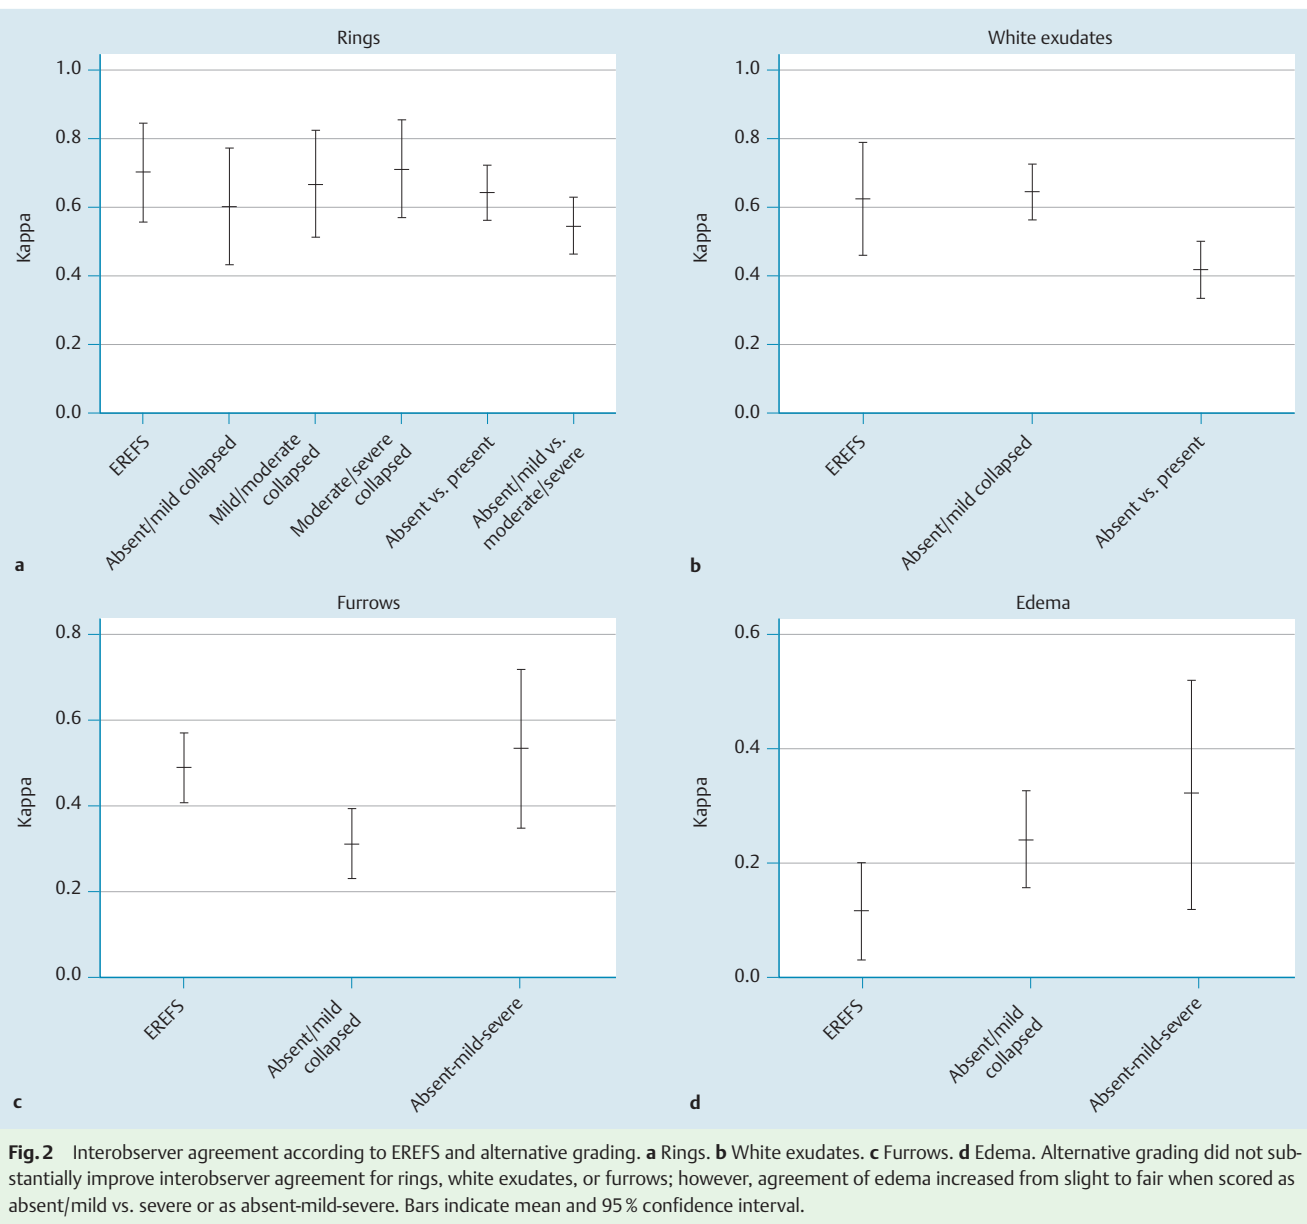 Rings
1.0
0.8
0.6
0.4
0.2
0.0
Kappa
EREFS
Absent/mild collapsed
Mild/moderate
collapsed
Moderate/severe
collapsed
Absent vs. present
Absent/mild vs.
moderate/severe
a
White exudates
1.0
0.8
0.6
0.4
0.2
0.0
Kappa
EREFS
Absent/mild collapsed
Absent vs. present
b
Furrows
0.8
0.6
0.4
0.2
0.0
Kappa
EREFS
Absent/mild
collapsed
Absent-mild-severe
c
Edema
0.6
0.4
0.2
0.0
Kappa
EREFS
Absent/mild
collapsed
Absent-mild-severe
d
Fig. 2 Interobserver agreement according to EREFS and alternative grading. a Rings. b White exudates. c Furrows. d Edema. Alternative grading did not sub-
stantially improve interobserver agreement for rings, white exudates, or furrows; however, agreement of edema increased from slight to fair when scored as
absent/mild vs. severe or as absent-mild-severe. Bars indicate mean and 95 % confidence interval.